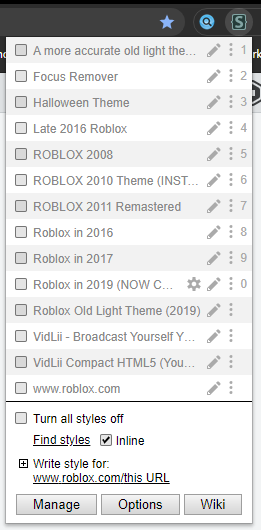 A more accurate old light the... 1
Focus Remover 2
Halloween Theme 3
Late 2016 Roblox 4
ROBLOX 2008 5
ROBLOX 2010 Theme (INST... 6
ROBLOX 2011 Remastered 7
Roblox in 2016 8
Roblox in 2017 9
Roblox in 2019 (NOW C... 0
Roblox Old Light Theme (2019)
VidLii - Broadcast Yourself Y...
VidLii Compact HTML5 (You...
www.roblox.com
Turn all styles off
Find styles Inline
Write style for:
www.roblox.com/this URL
Manage Options Wiki